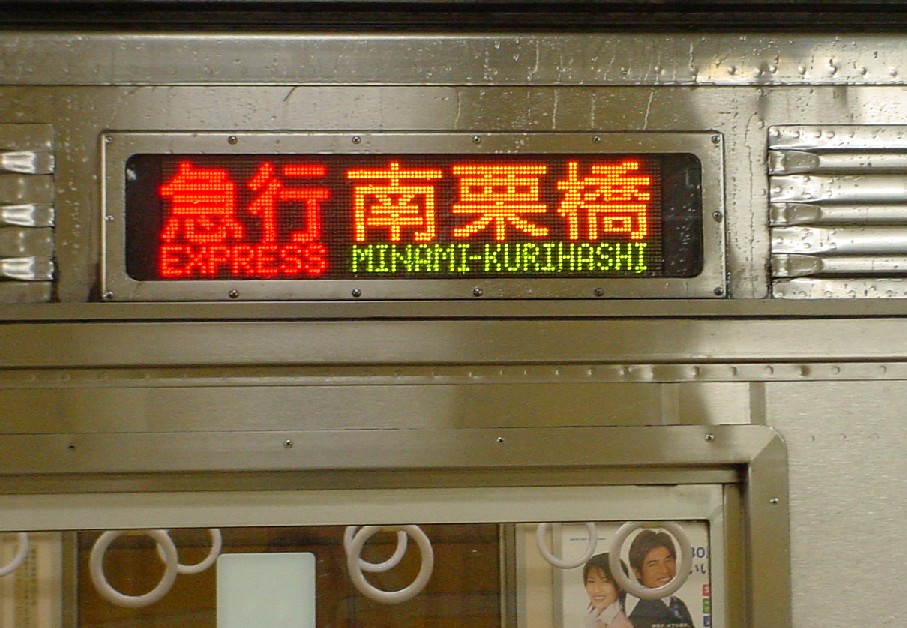 急行 南栗橋
EXPRESS MINAMI-KURIHASHI